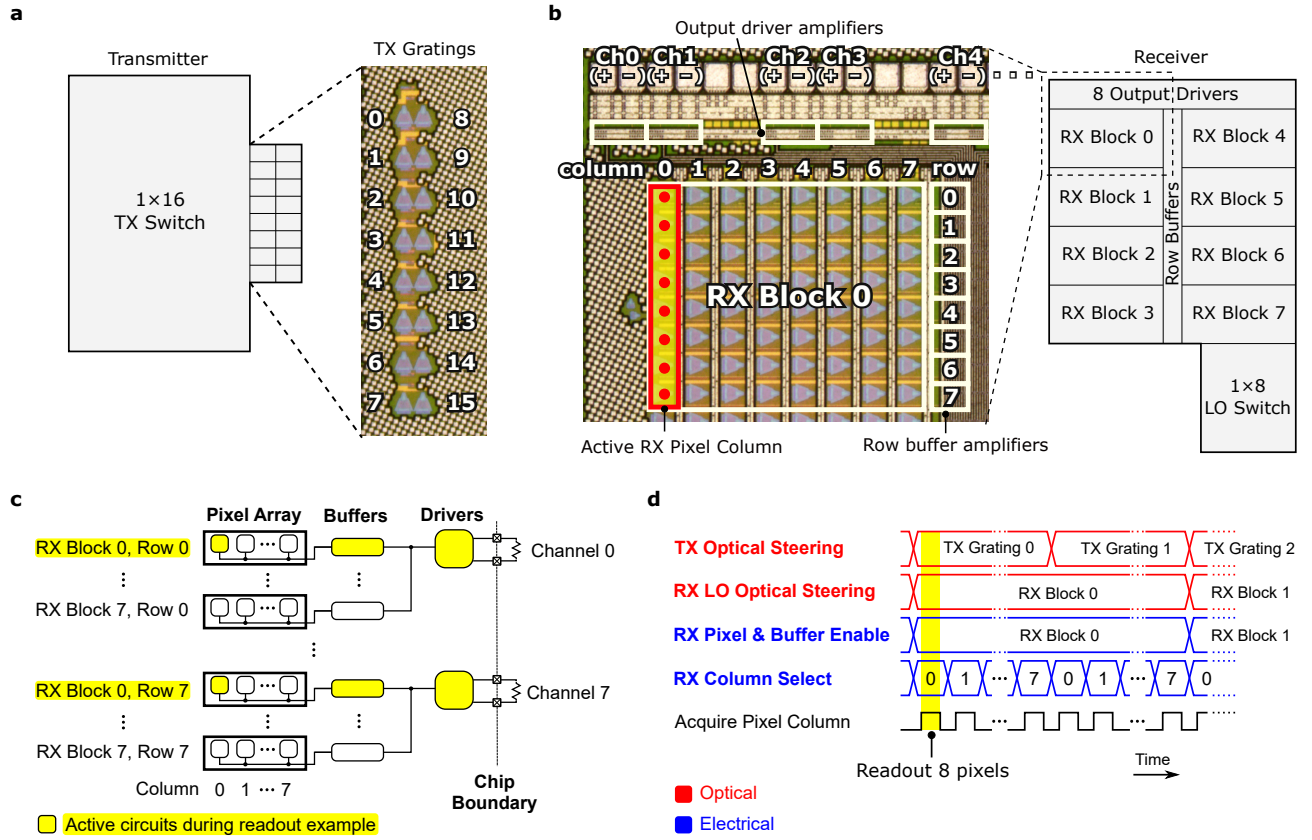 a
Transmitter
TX Gratings
1×16
TX Switch
0 8
1 9
2 10
3 11
4 12
5 13
6 14
7 15
b
Output driver amplifiers
Ch0 Ch1 Ch2 Ch3 Ch4
(+ -) (+ -) (+ -) (+ -) (+ -)
column 0 1 2 3 4 5 6 7 row
0
1
2
3
4
5
6
7
RX Block 0
Active RX Pixel Column
Row buffer amplifiers
Receiver
8 Output Drivers
RX Block 0
RX Block 1
RX Block 2
RX Block 3
Row Buffers
RX Block 4
RX Block 5
RX Block 6
RX Block 7
1×8
LO Switch
c
Pixel Array Buffers Drivers
RX Block 0, Row 0
Channel 0
RX Block 7, Row 0
RX Block 0, Row 7
Channel 7
RX Block 7, Row 7
Column 0 1 ··· 7
Chip
Boundary
Active circuits during readout example
d
TX Optical Steering TX Grating 0 TX Grating 1 TX Grating 2
RX LO Optical Steering RX Block 0 RX Block 1
RX Pixel & Buffer Enable RX Block 0 RX Block 1
RX Column Select 0 1 ··· 7 0 1 ··· 7 0
Acquire Pixel Column
Readout 8 pixels
Time
Optical
Electrical